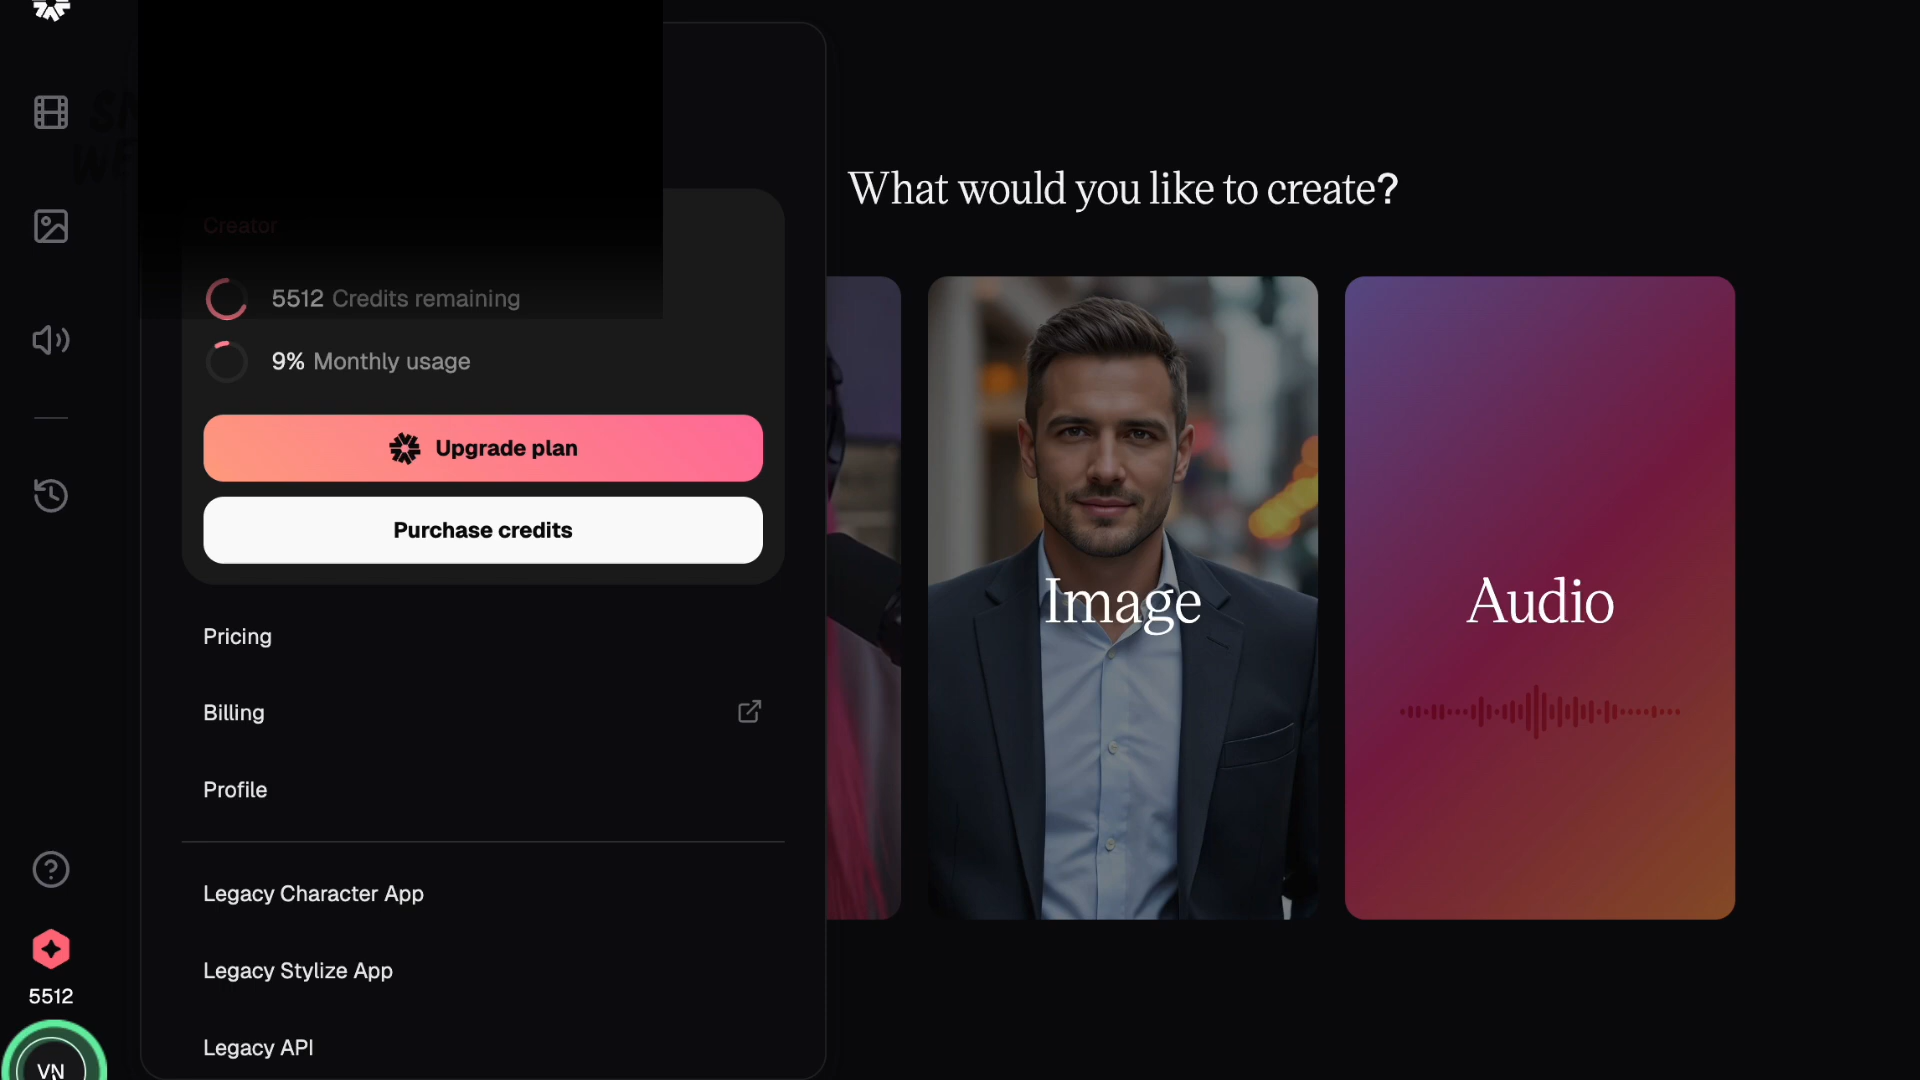 What would you like to create?
Creator
5512 Credits remaining
9% Monthly usage
Upgrade plan
Purchase credits
Pricing
Billing
Profile
Legacy Character App
Legacy Stylize App
Legacy API
Image
Audio
5512
VN